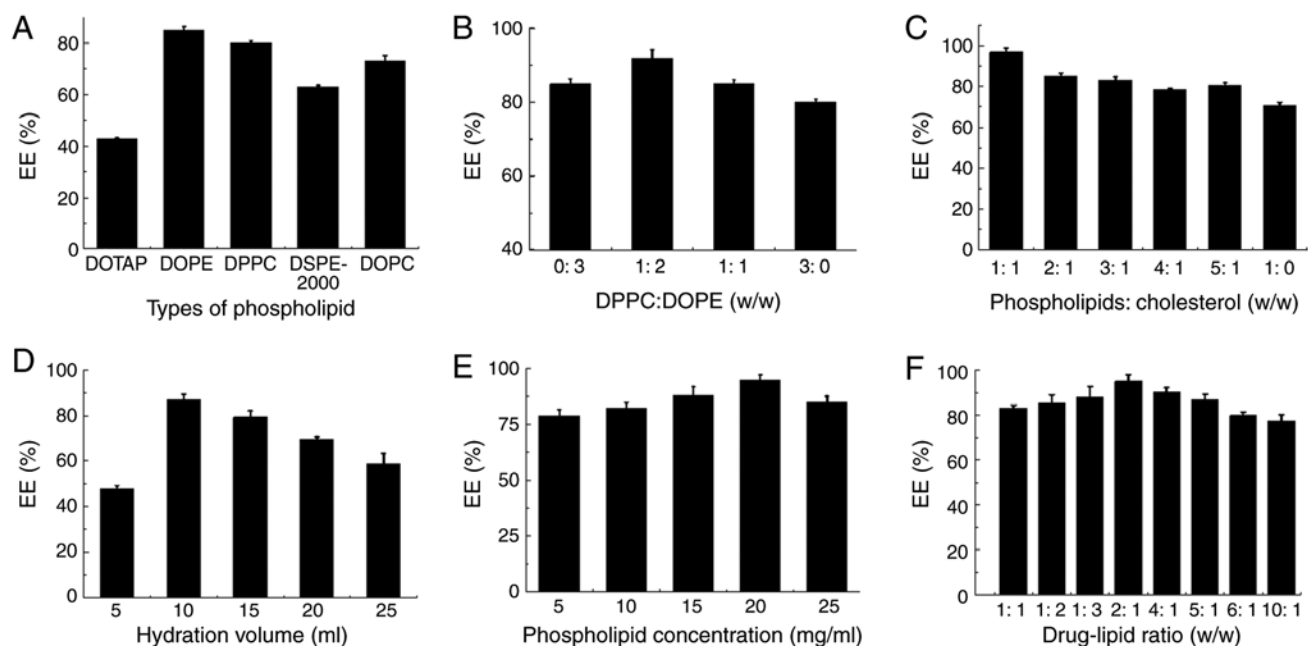 A
EE (%)
80
60
40
20
0
DOTAP DOPE DPPC DSPE- DOPC
2000
Types of phospholipid
B
EE (%)
100
80
60
40
0: 3 1: 2 1: 1 3: 0
DPPC:DOPE (w/w)
C
EE (%)
100
80
60
40
20
0
1: 1 2: 1 3: 1 4: 1 5: 1 1: 0
Phospholipids: cholesterol (w/w)
D
EE (%)
100
80
60
40
20
0
5 10 15 20 25
Hydration volume (ml)
E
EE (%)
100
75
50
25
0
5 10 15 20 25
Phospholipid concentration (mg/ml)
F
EE (%)
100
80
60
40
20
0
1: 1 1: 2 1: 3 2: 1 4: 1 5: 1 6: 1 10: 1
Drug-lipid ratio (w/w)